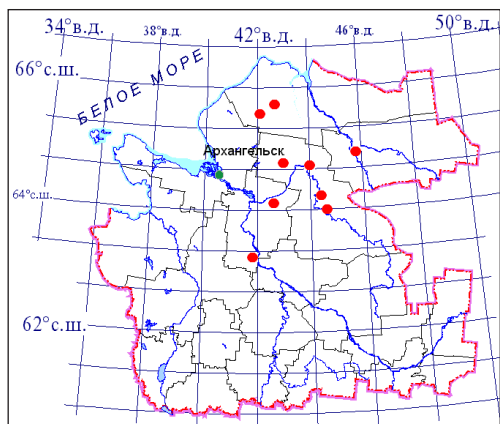 34°в.д.
38°в.д.
42°в.д.
46°в.д.
50°в.д.
66°с.ш.
БЕЛОЕ МОРЕ
Архангельск
64°с.ш.
62°с.ш.